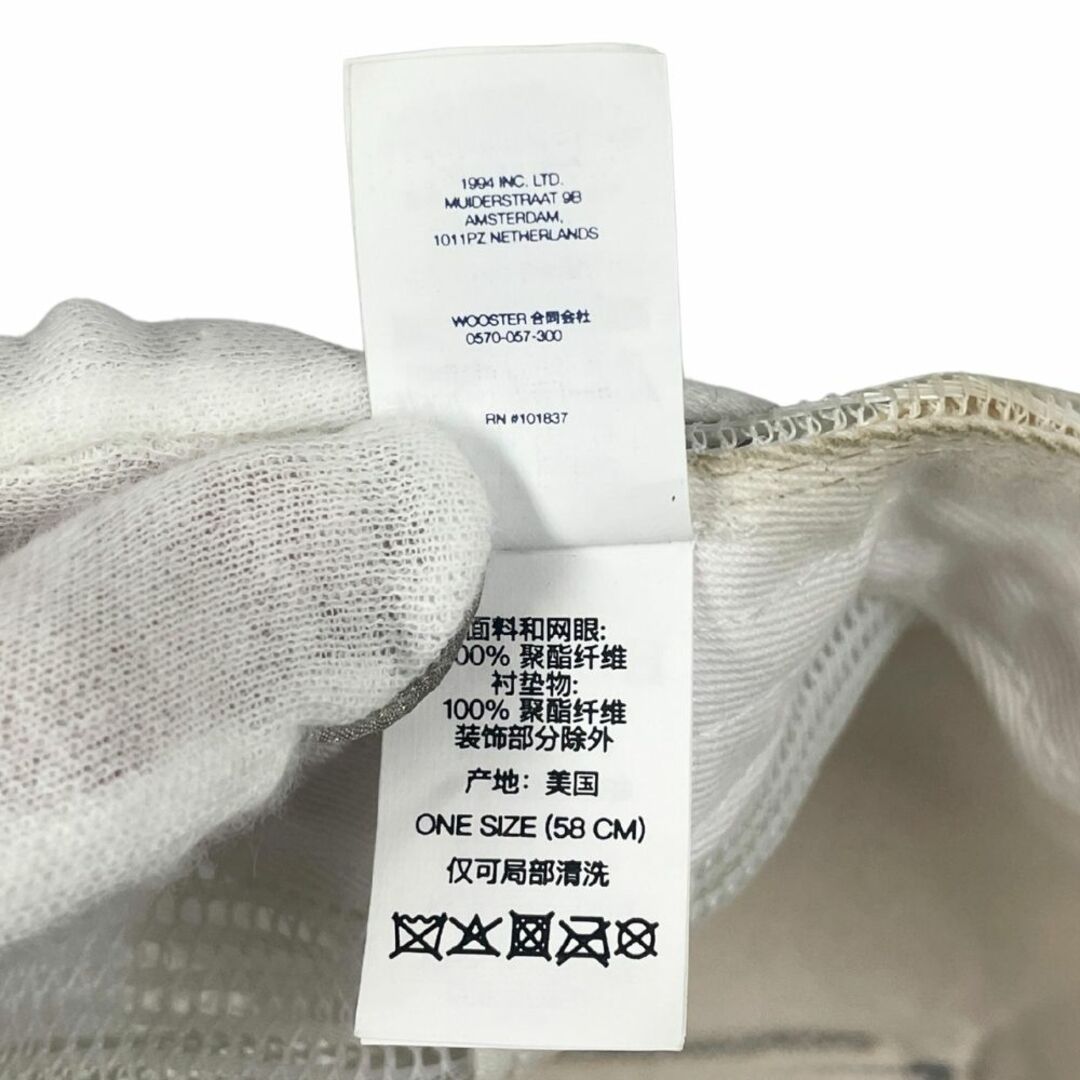 1994 INC. LTD.
MUIDERSTRAAT 9B
AMSTERDAM,
1011PZ NETHERLANDS
WOOSTER 合同会社
0570-057-300
RN #101837
面料和网眼:
00% 聚酯纤维
衬垫物:
100% 聚酯纤维
装饰部分除外
产地: 美国
ONE SIZE (58 CM)
仅可局部清洗